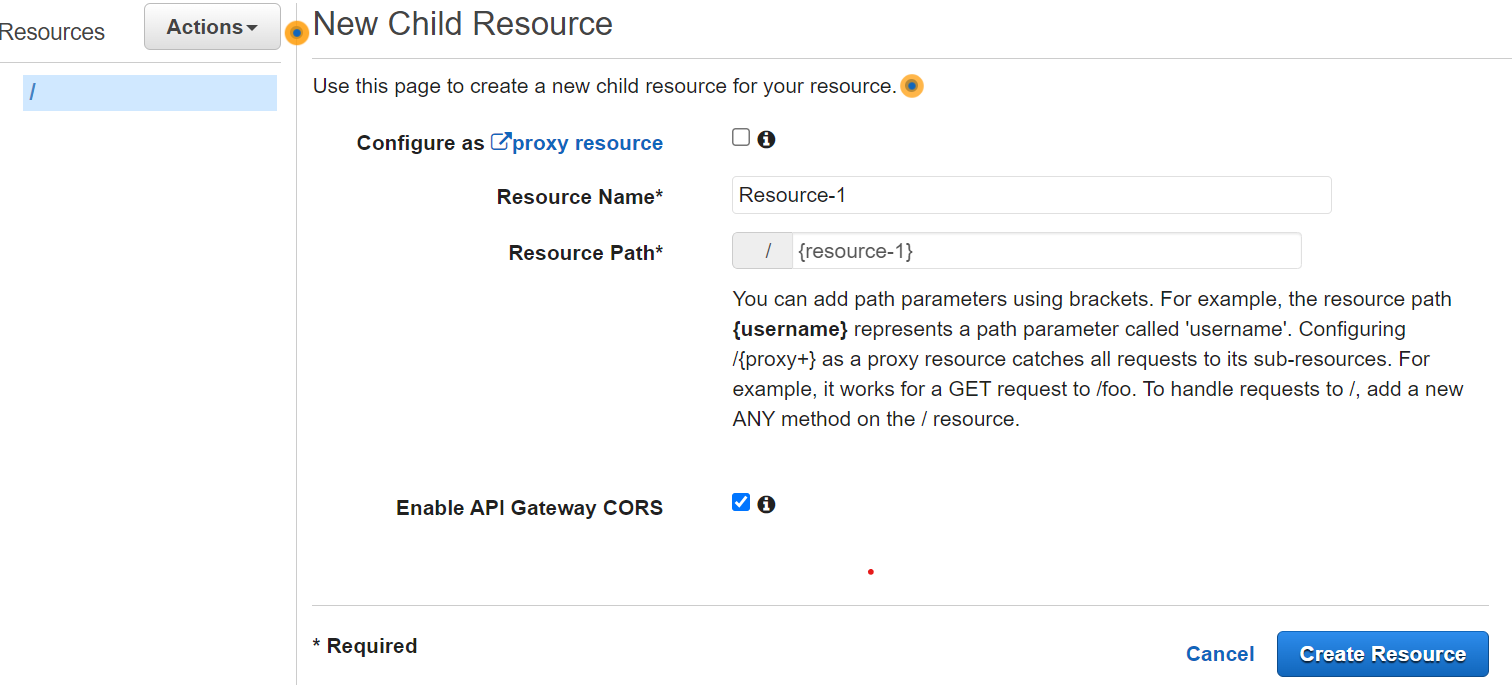 Resources
Actions
/
New Child Resource
Use this page to create a new child resource for your resource.
Configure as proxy resource
Resource Name*
Resource-1
Resource Path*
/ {resource-1}
You can add path parameters using brackets. For example, the resource path
{username} represents a path parameter called 'username'. Configuring
/{proxy+} as a proxy resource catches all requests to its sub-resources. For
example, it works for a GET request to /foo. To handle requests to /, add a new
ANY method on the / resource.
Enable API Gateway CORS
* Required
Cancel
Create Resource